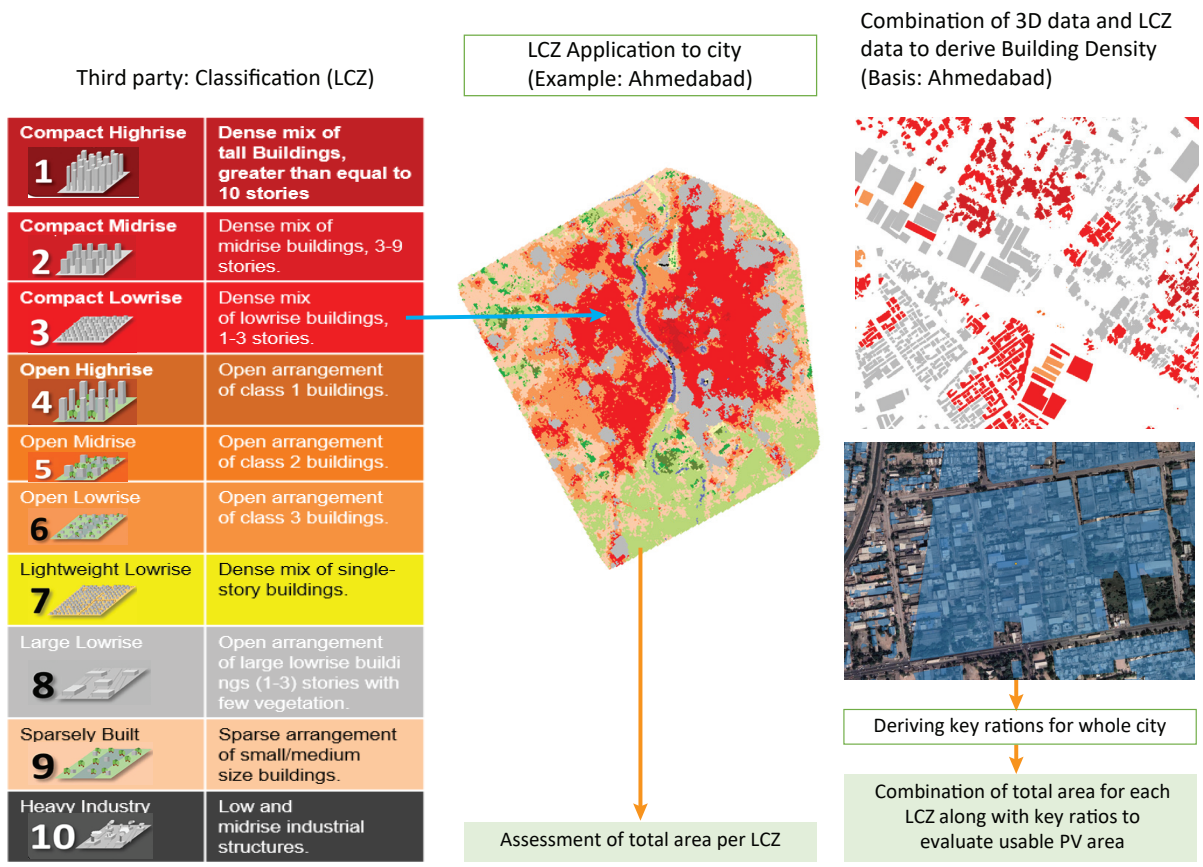 Third party: Classification (LCZ)
Compact Highrise
1
Dense mix of
tall Buildings,
greater than equal to
10 stories
Compact Midrise
2
Dense mix of
midrise buildings, 3-9
stories.
Compact Lowrise
3
Dense mix
of lowrise buildings,
1-3 stories.
Open Highrise
4
Open arrangement
of class 1 buildings.
Open Midrise
5
Open arrangement
of class 2 buildings.
Open Lowrise
6
Open arrangement
of class 3 buildings.
Lightweight Lowrise
7
Dense mix of single-
story buildings.
Large Lowrise
8
Open arrangement
of large lowrise buildi
ngs (1-3) stories with
few vegetation.
Sparsely Built
9
Sparse arrangement
of small/medium
size buildings.
Heavy Industry
10
Low and
midrise industrial
structures.
LCZ Application to city
(Example: Ahmedabad)
Assessment of total area per LCZ
Combination of 3D data and LCZ
data to derive Building Density
(Basis: Ahmedabad)
Deriving key rations for whole city
Combination of total area for each
LCZ along with key ratios to
evaluate usable PV area